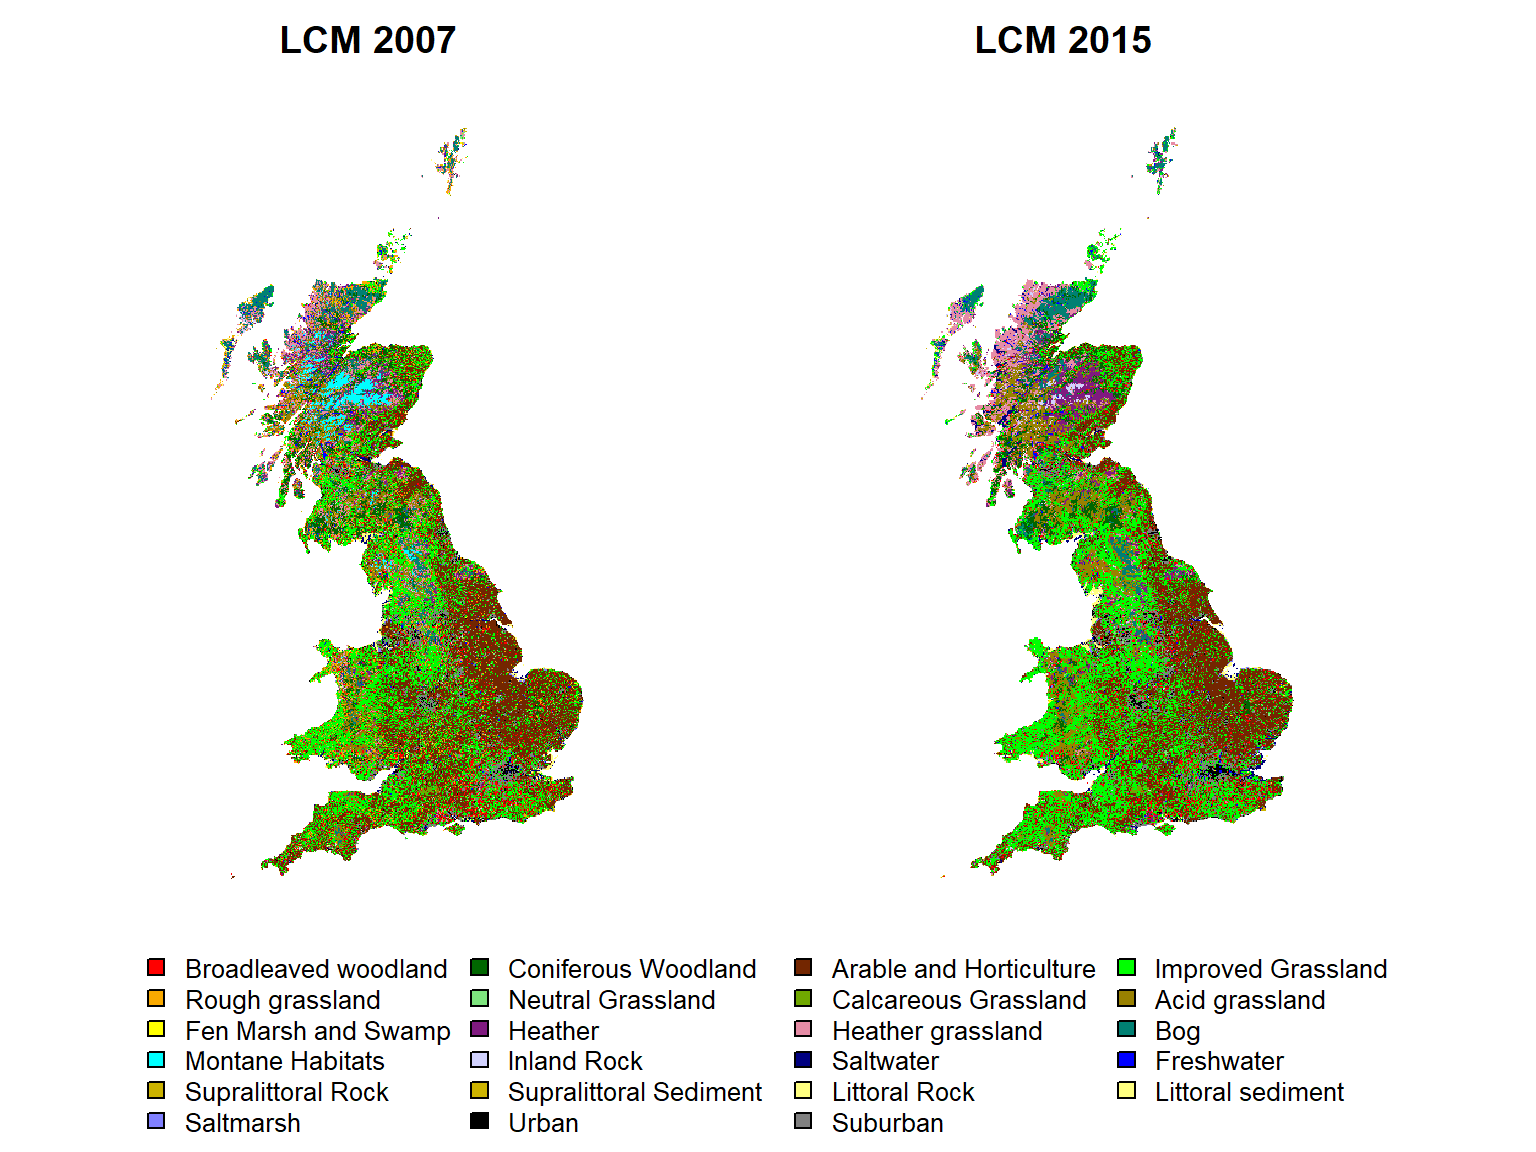 LCM 2007 LCM 2015
Broadleaved woodland Coniferous Woodland Arable and Horticulture Improved Grassland
Rough grassland Neutral Grassland Calcareous Grassland Acid grassland
Fen Marsh and Swamp Heather Heather grassland Bog
Montane Habitats Inland Rock Saltwater Freshwater
Supralittoral Rock Supralittoral Sediment Littoral Rock Littoral sediment
Saltmarsh Urban Suburban